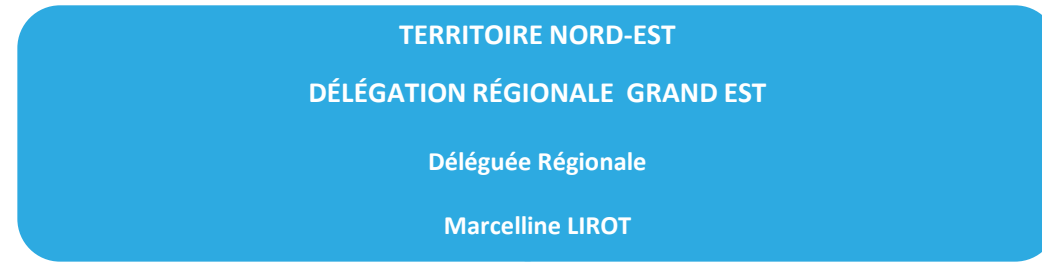 TERRITOIRE NORD-EST
DÉLÉGATION RÉGIONALE GRAND EST
Déléguée Régionale
Marcelline LIROT